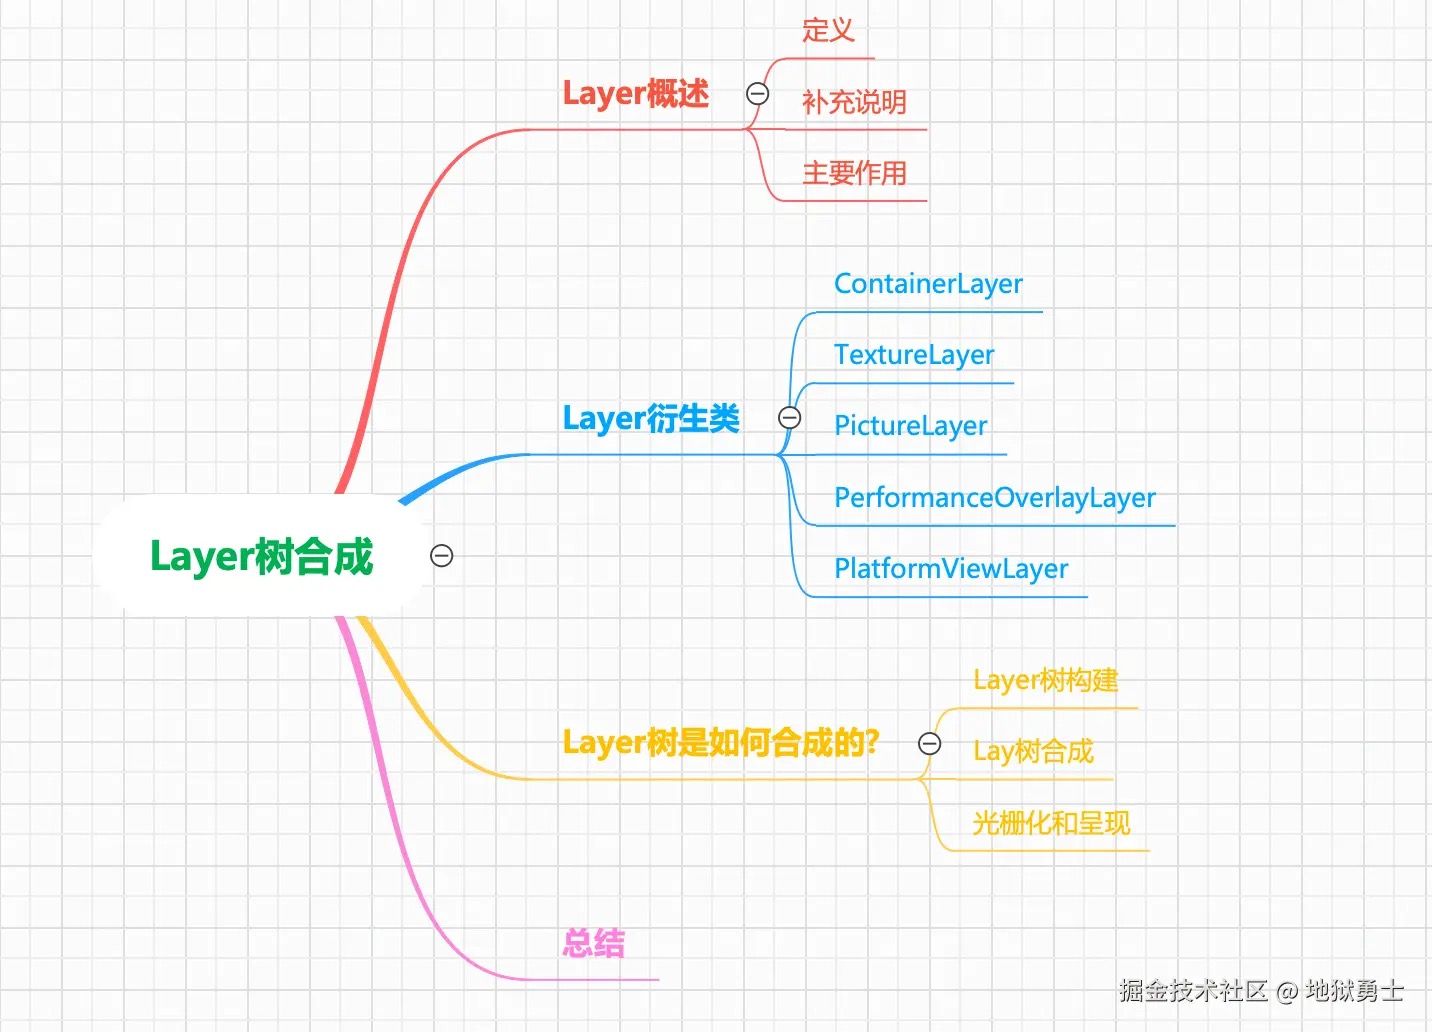 Layer树合成
Layer概述
定义
补充说明
主要作用
Layer衍生类
ContainerLayer
TextureLayer
PictureLayer
PerformanceOverlayLayer
PlatformViewLayer
Layer树是如何合成的?
Layer树构建
Lay树合成
光栅化和呈现
总结
掘金技术社区 @ 地狱勇士